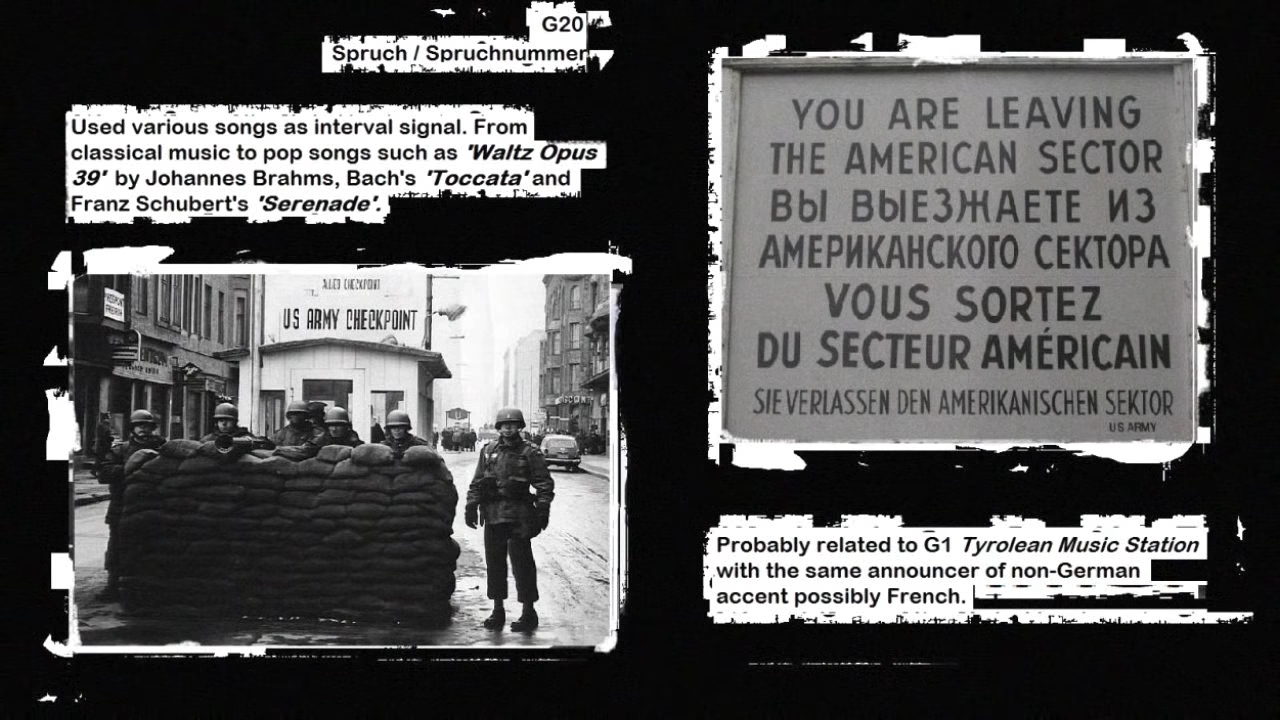 G20
Spruch / Spruchnummer
Used various songs as interval signal. From
classical music to pop songs such as 'Waltz Opus
39' by Johannes Brahms, Bach's 'Toccata' and
Franz Schubert's 'Serenade'.
ALLIED CHECKPOINT
US ARMY CHECKPOINT
YOU ARE LEAVING
THE AMERICAN SECTOR
ВЫ ВЫЕЗЖАЕТЕ ИЗ
АМЕРИКАНСКОГО СЕКТОРА
VOUS SORTEZ
DU SECTEUR AMÉRICAIN
SIE VERLASSEN DEN AMERIKANISCHEN SEKTOR
US ARMY
Probably related to G1 Tyrolean Music Station
with the same announcer of non-German
accent possibly French.